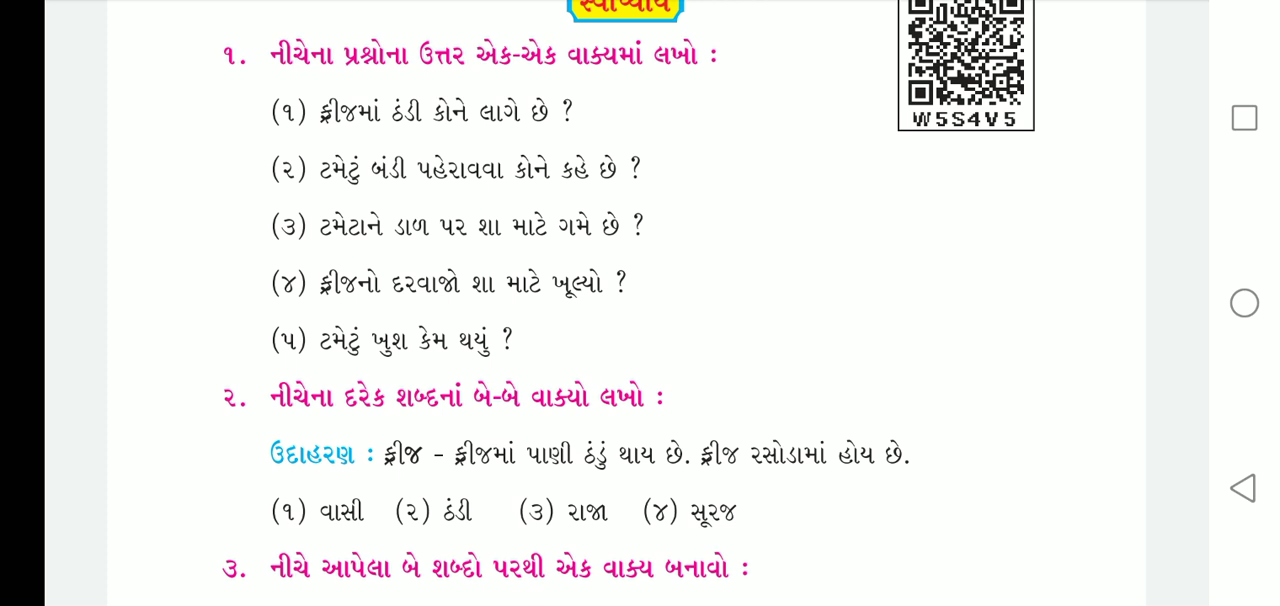 સ્વાધ્યાય
૧. નીચેના પ્રશ્નોના ઉત્તર એક-એક વાક્યમાં લખો :
W5S4V5
(૧) ફ્રીજમાં ઠંડી કોને લાગે છે ?
(૨) ટમેટું બંડી પહેરાવવા કોને કહે છે ?
(૩) ટમેટાને ડાળ પર શા માટે ગમે છે ?
(૪) ફ્રીજનો દરવાજો શા માટે ખૂલ્યો ?
(૫) ટમેટું ખુશ કેમ થયું ?
૨. નીચેના દરેક શબ્દનાં બે-બે વાક્યો લખો :
ઉદાહરણ : ફ્રીજ - ફ્રીજમાં પાણી ઠંડું થાય છે. ફ્રીજ રસોડામાં હોય છે.
(૧) વાસી (૨) ઠંડી (૩) રાજા (૪) સૂરજ
૩. નીચે આપેલા બે શબ્દો પરથી એક વાક્ય બનાવો :